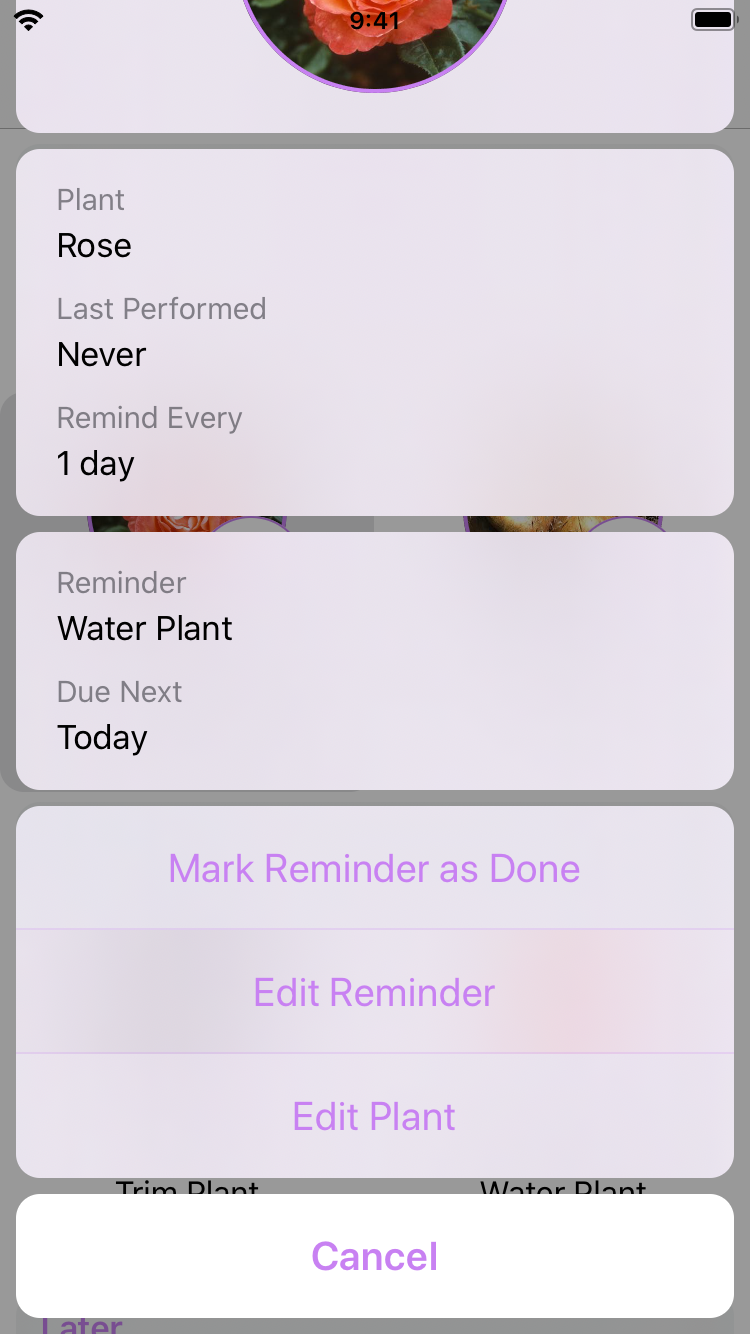 9:41
Plant
Rose
Last Performed
Never
Remind Every
1 day
Reminder
Water Plant
Due Next
Today
Mark Reminder as Done
Edit Reminder
Edit Plant
Trim Plant Water Plant
Cancel
Later